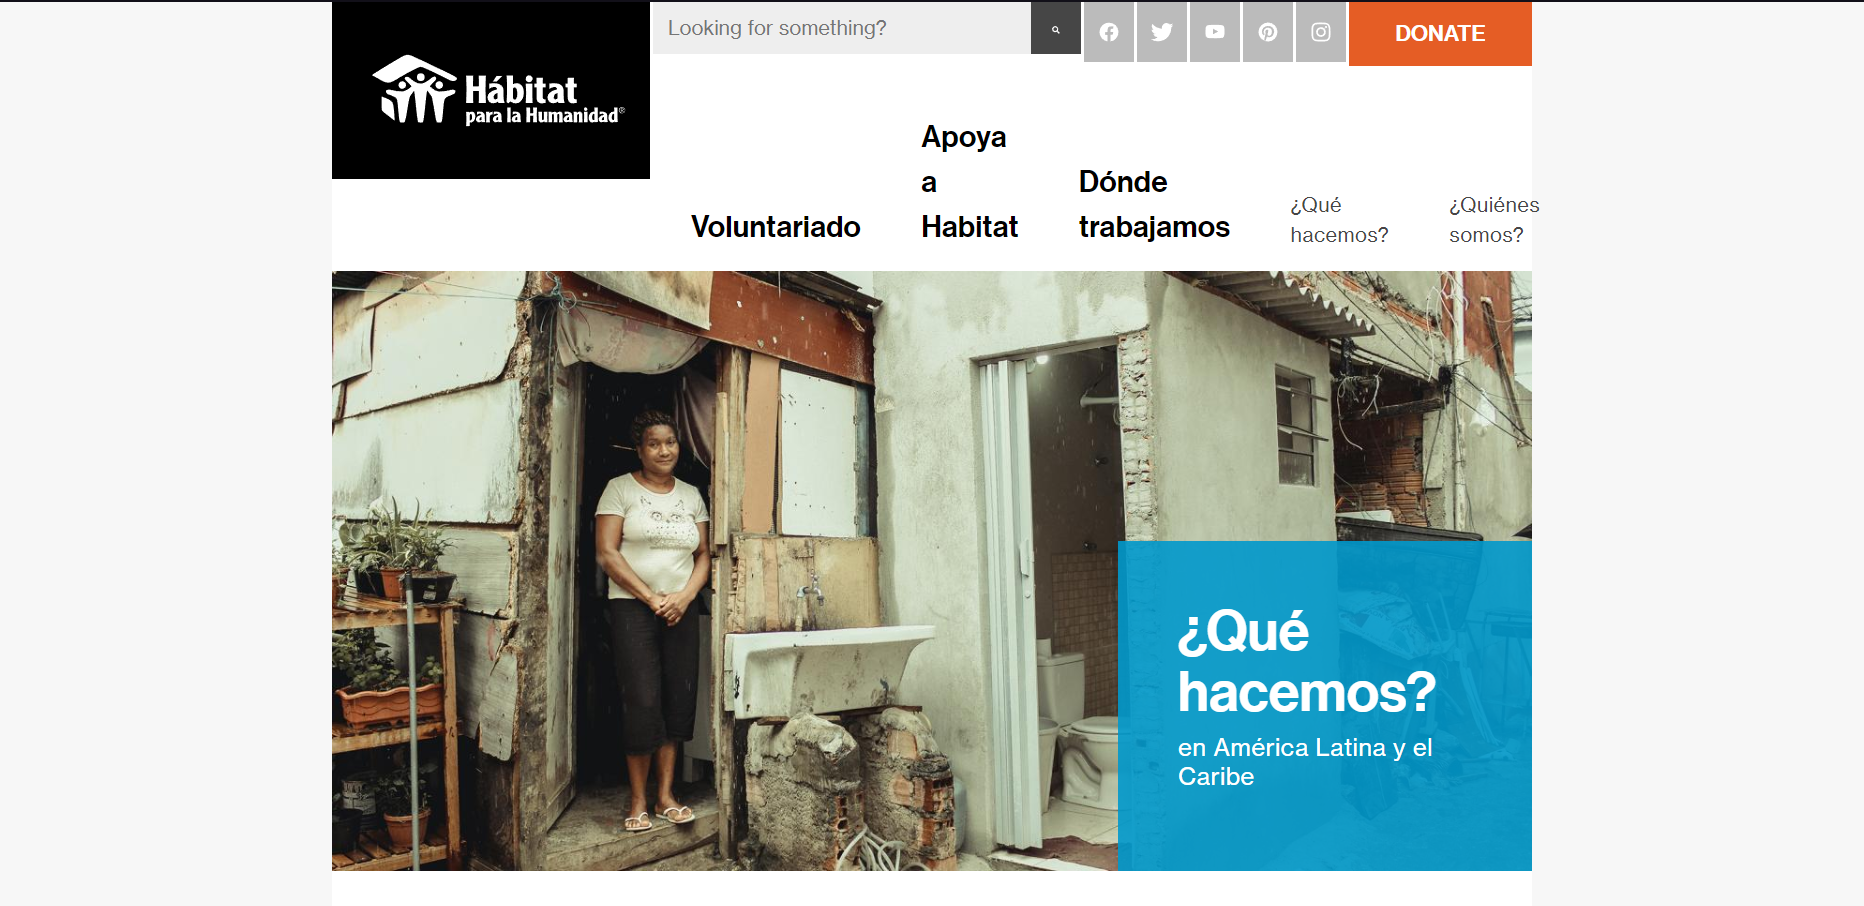 Looking for something?
DONATE
Hábitat
para la Humanidad®
Voluntariado
Apoya
a
Habitat
Dónde
trabajamos
¿Qué
hacemos?
¿Quiénes
somos?
¿Qué
hacemos?
en América Latina y el
Caribe